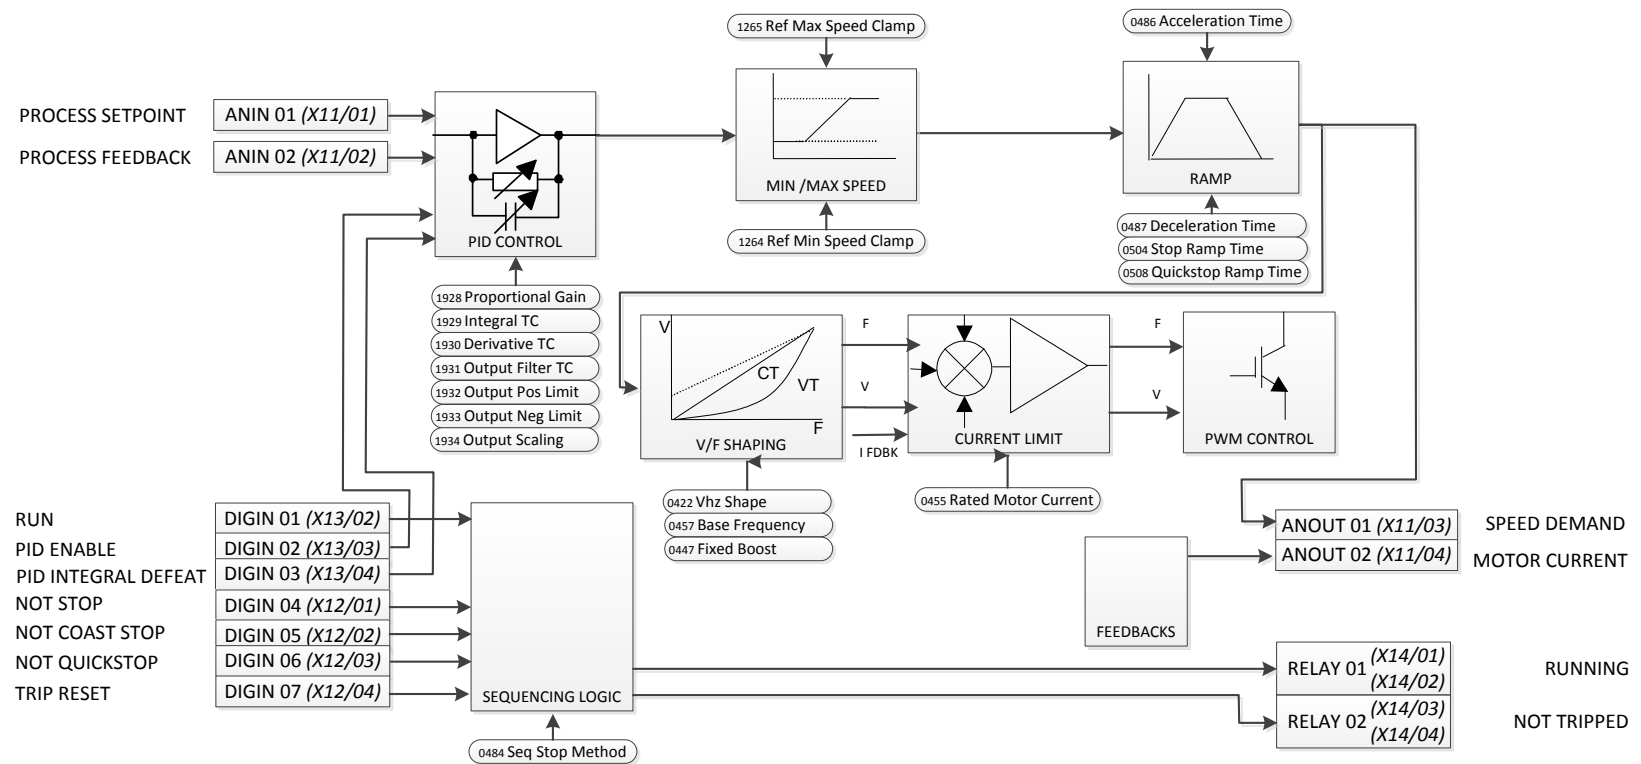 1265 Ref Max Speed Clamp
0486 Acceleration Time
PROCESS SETPOINT
ANIN 01 (X11/01)
PROCESS FEEDBACK
ANIN 02 (X11/02)
PID CONTROL
MIN /MAX SPEED
RAMP
1264 Ref Min Speed Clamp
0487 Deceleration Time
0504 Stop Ramp Time
0508 Quickstop Ramp Time
1928 Proportional Gain
1929 Integral TC
1930 Derivative TC
1931 Output Filter TC
1932 Output Pos Limit
1933 Output Neg Limit
1934 Output Scaling
V
CT
VT
F
V/F SHAPING
F
V
I FDBK
CURRENT LIMIT
F
V
PWM CONTROL
0422 Vhz Shape
0457 Base Frequency
0447 Fixed Boost
0455 Rated Motor Current
RUN
DIGIN 01 (X13/02)
PID ENABLE
DIGIN 02 (X13/03)
PID INTEGRAL DEFEAT
DIGIN 03 (X13/04)
NOT STOP
DIGIN 04 (X12/01)
NOT COAST STOP
DIGIN 05 (X12/02)
NOT QUICKSTOP
DIGIN 06 (X12/03)
TRIP RESET
DIGIN 07 (X12/04)
SEQUENCING LOGIC
0484 Seq Stop Method
FEEDBACKS
ANOUT 01 (X11/03)
SPEED DEMAND
ANOUT 02 (X11/04)
MOTOR CURRENT
RELAY 01 (X14/01)
(X14/02)
RUNNING
RELAY 02 (X14/03)
(X14/04)
NOT TRIPPED